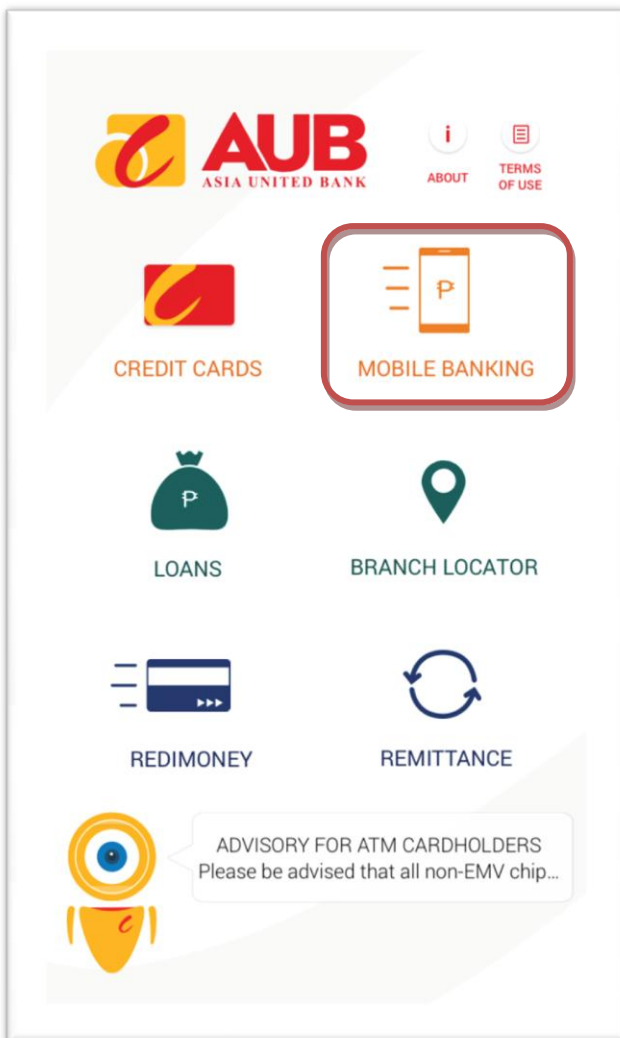 AUB
ASIA UNITED BANK
i
ABOUT
TERMS
OF USE
₱
CREDIT CARDS
MOBILE BANKING
₱
LOANS
BRANCH LOCATOR
REDIMONEY
REMITTANCE
ADVISORY FOR ATM CARDHOLDERS
Please be advised that all non-EMV chip...